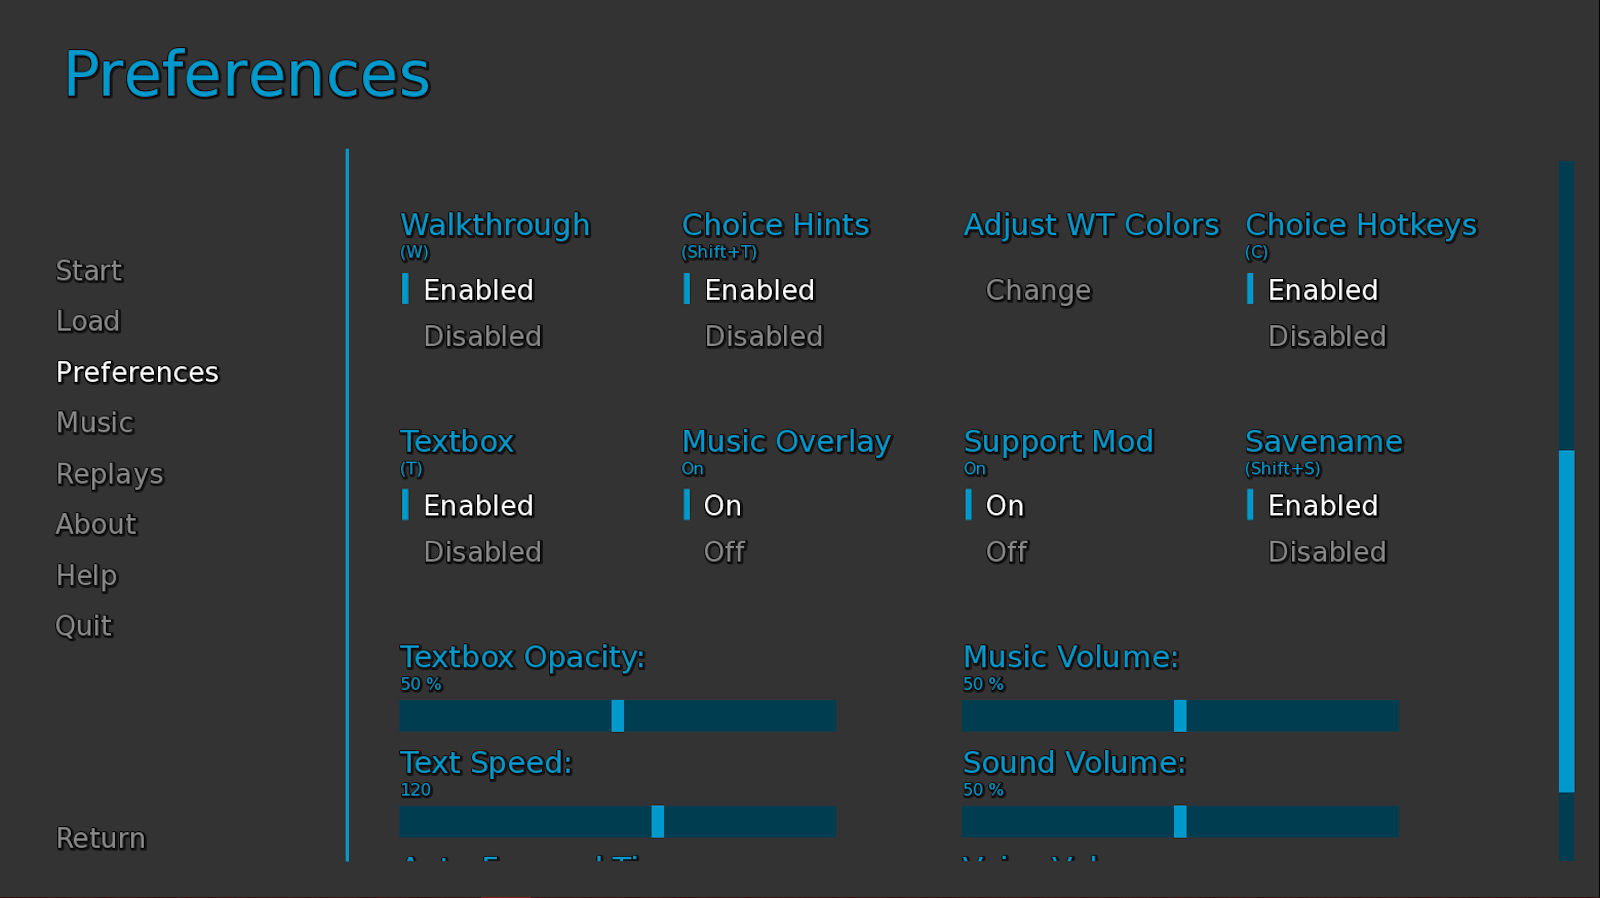 Preferences
Start
Load
Preferences
Music
Replays
About
Help
Quit
Return
Walkthrough
(W)
Enabled
Disabled
Choice Hints
(Shift+T)
Enabled
Disabled
Adjust WT Colors
Change
Choice Hotkeys
(C)
Enabled
Disabled
Textbox
(T)
Enabled
Disabled
Music Overlay
On
On
Off
Support Mod
On
On
Off
Savename
(Shift+S)
Enabled
Disabled
Textbox Opacity:
50 %
Music Volume:
50 %
Text Speed:
120
Sound Volume:
50 %